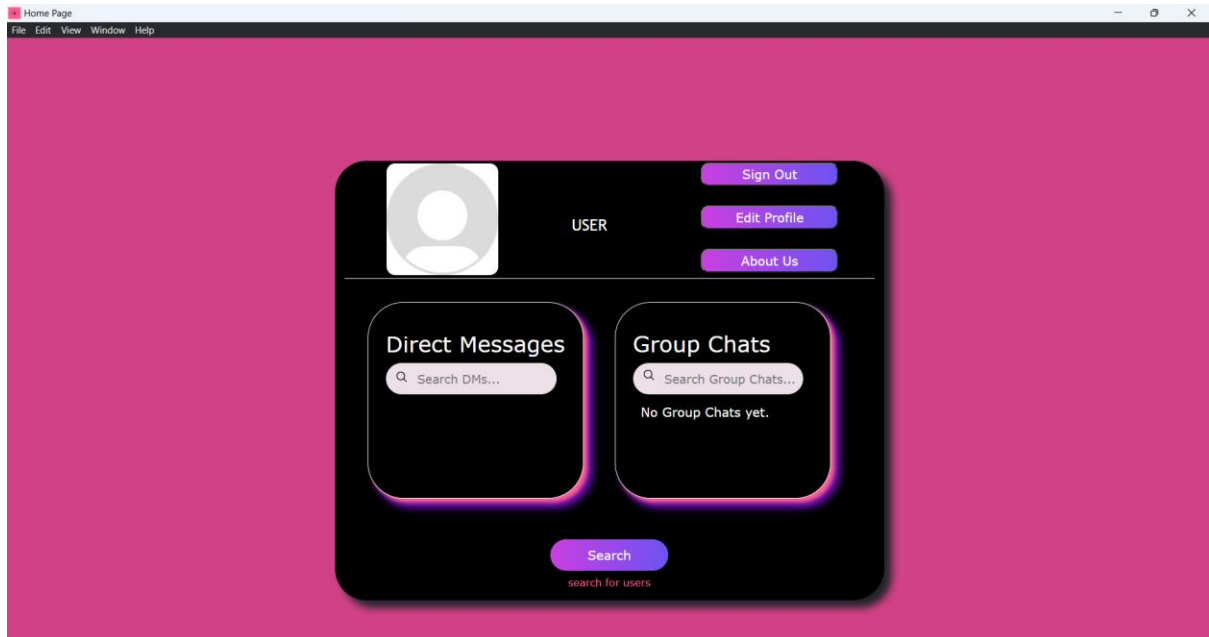 Home Page
File Edit View Window Help
Sign Out
USER
Edit Profile
About Us
Direct Messages
Search DMs...
Group Chats
Search Group Chats...
No Group Chats yet.
Search
search for users